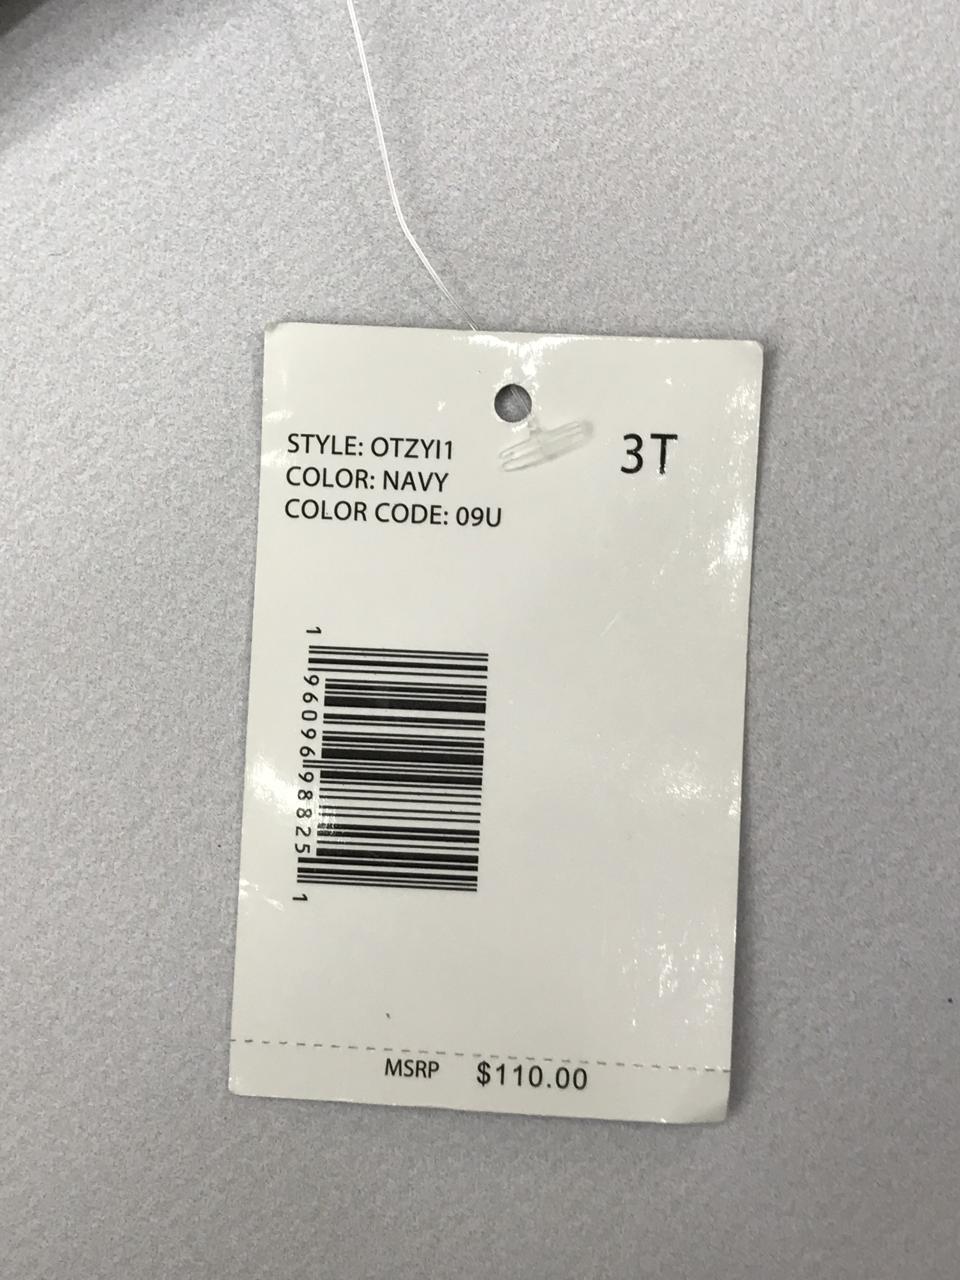 STYLE: OTZYI1
COLOR: NAVY
COLOR CODE: 09U
3T
1 96096 98825 1
MSRP $110.00